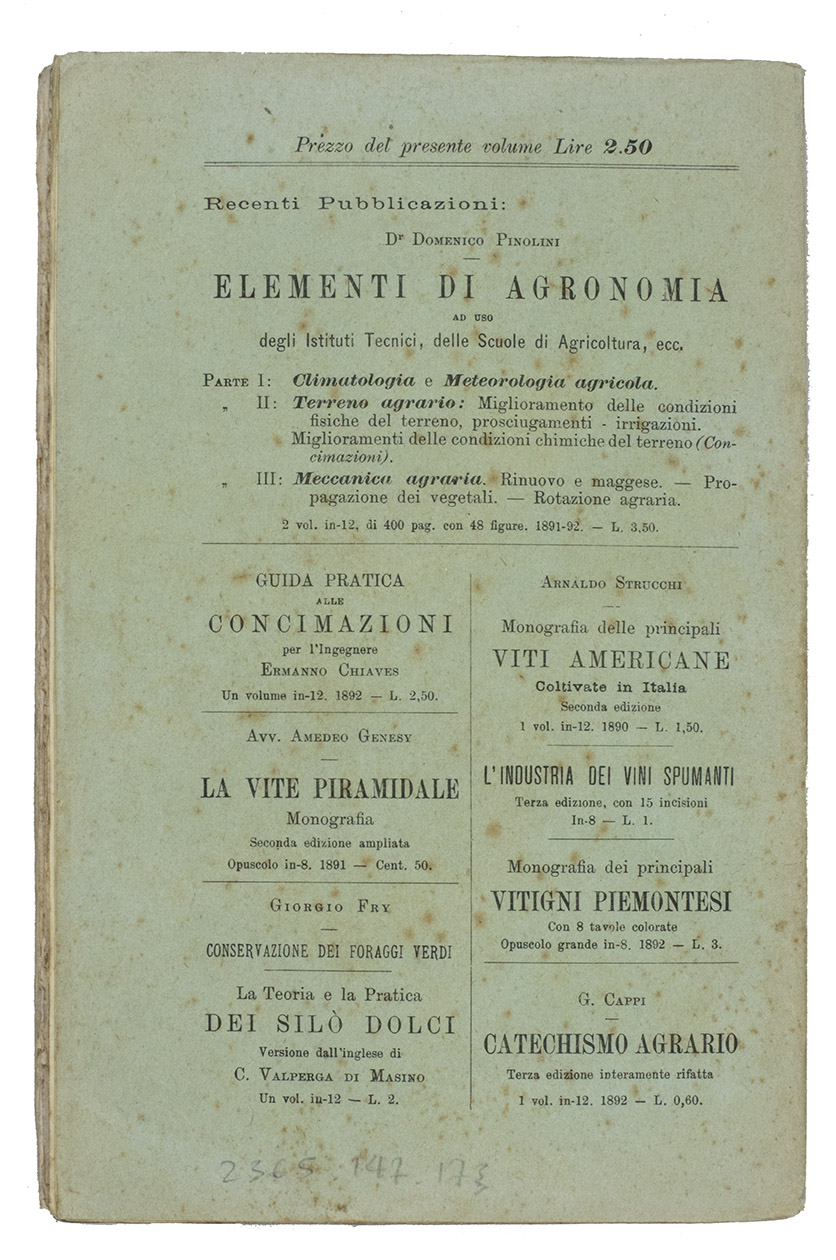 Prezzo del presente volume Lire 2.50
Recenti Pubblicazioni:
Dr Domenico Pinolini
ELEMENTI DI AGRONOMIA
AD USO
degli Istituti Tecnici, delle Scuole di Agricoltura, ecc.
Parte I: Climatologia e Meteorologia agricola.
„ II: Terreno agrario: Miglioramento delle condizioni
fisiche del terreno, prosciugamenti - irrigazioni.
Miglioramenti delle condizioni chimiche del terreno (Con-
cimazioni).
„ III: Meccanica agraria. Rinuovo e maggese. — Pro-
pagazione dei vegetali. — Rotazione agraria.
2 vol. in-12, di 400 pag. con 48 figure. 1891-92. — L. 3,50.
GUIDA PRATICA
ALLE
CONCIMAZIONI
per l'Ingegnere
Ermanno Chiaves
Un volume in-12. 1892 — L. 2,50.
Avv. Amedeo Genesy
LA VITE PIRAMIDALE
Monografia
Seconda edizione ampliata
Opuscolo in-8. 1891 — Cent. 50.
Giorgio Fry
CONSERVAZIONE DEI FORAGGI VERDI
La Teoria e la Pratica
DEI SILÒ DOLCI
Versione dall'inglese di
C. Valperga di Masino
Un vol. in-12 — L. 2.
Arnaldo Strucchi
Monografia delle principali
VITI AMERICANE
Coltivate in Italia
Seconda edizione
1 vol. in-12. 1890 — L. 1,50.
L'INDUSTRIA DEI VINI SPUMANTI
Terza edizione, con 15 incisioni
In-8 — L. 1.
Monografia dei principali
VITIGNI PIEMONTESI
Con 8 tavole colorate
Opuscolo grande in-8. 1892 — L. 3.
G. Cappi
CATECHISMO AGRARIO
Terza edizione interamente rifatta
1 vol. in-12. 1892 — L. 0,60.